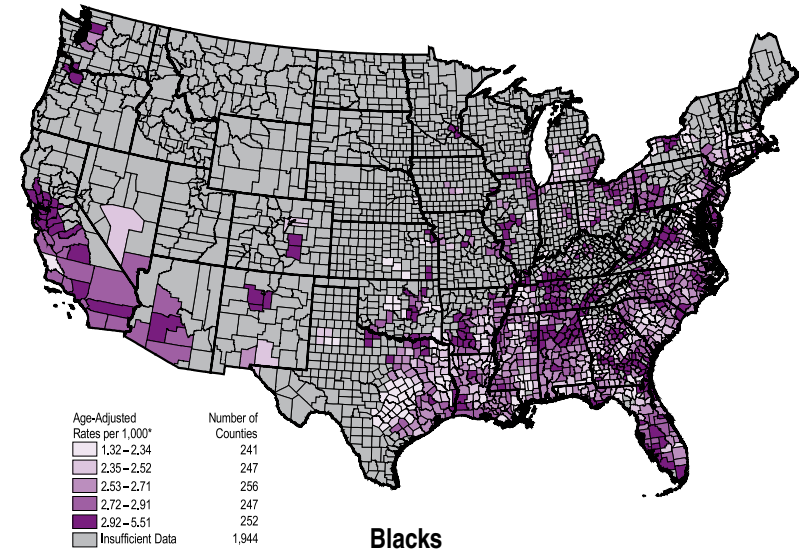 Age-Adjusted Number of
Rates per 1,000* Counties
1.32 – 2.34 241
2.35 – 2.52 247
2.53 – 2.71 256
2.72 – 2.91 247
2.92 – 5.51 252
Insufficient Data 1,944
Blacks